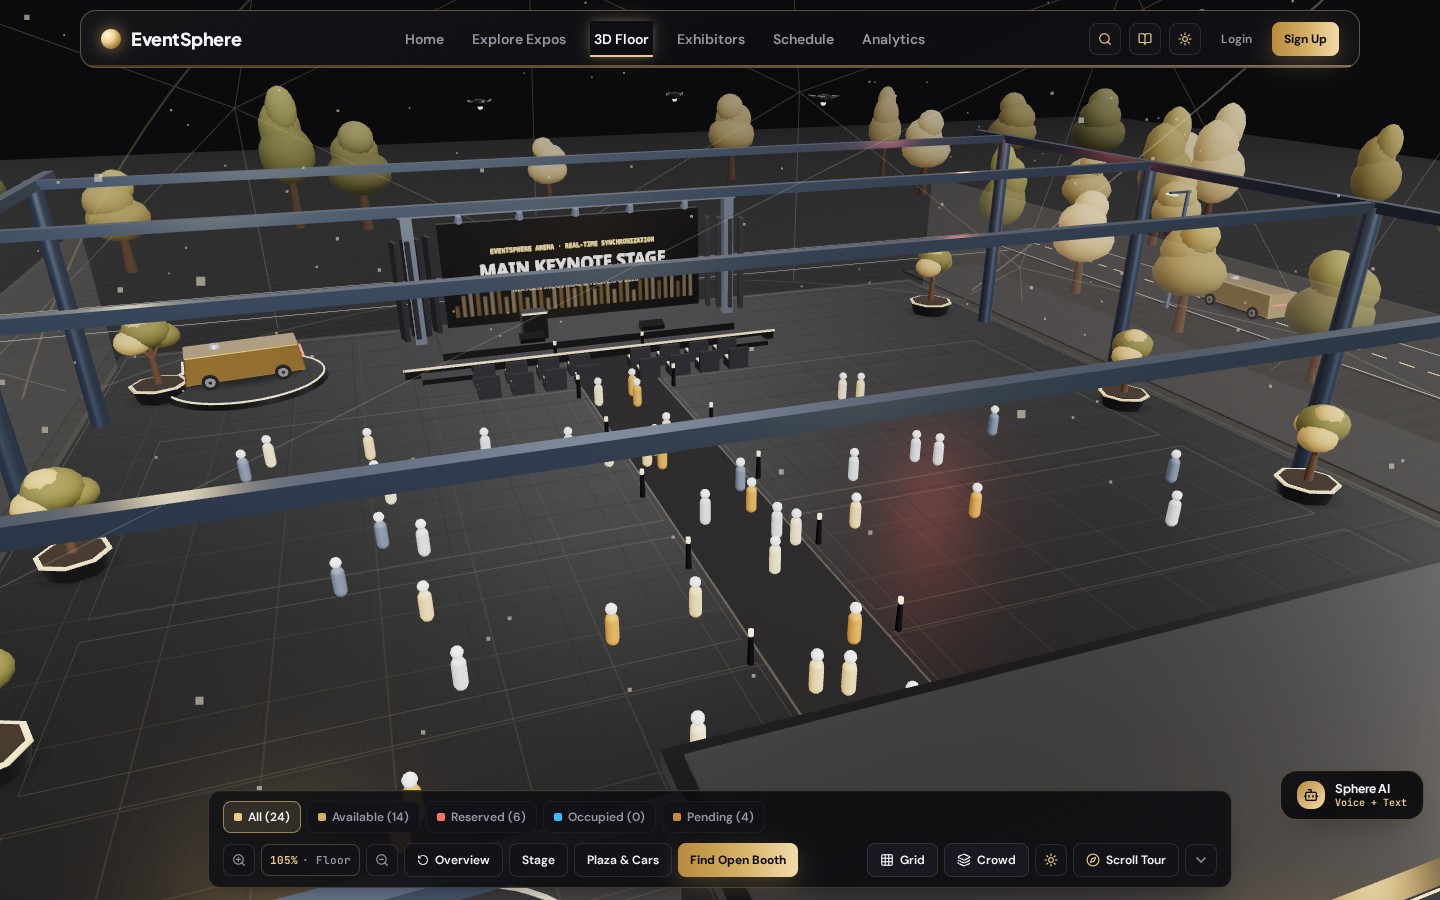 EventSphere
Home
Explore Expos
3D Floor
Exhibitors
Schedule
Analytics
Login
Sign Up
EVENTSPHERE ARENA · REAL-TIME SYNCHRONIZATION
MAIN KEYNOTE STAGE
Sphere AI
Voice + Text
All (24)
Available (14)
Reserved (6)
Occupied (0)
Pending (4)
105% · Floor
Overview
Stage
Plaza & Cars
Find Open Booth
Grid
Crowd
Scroll Tour